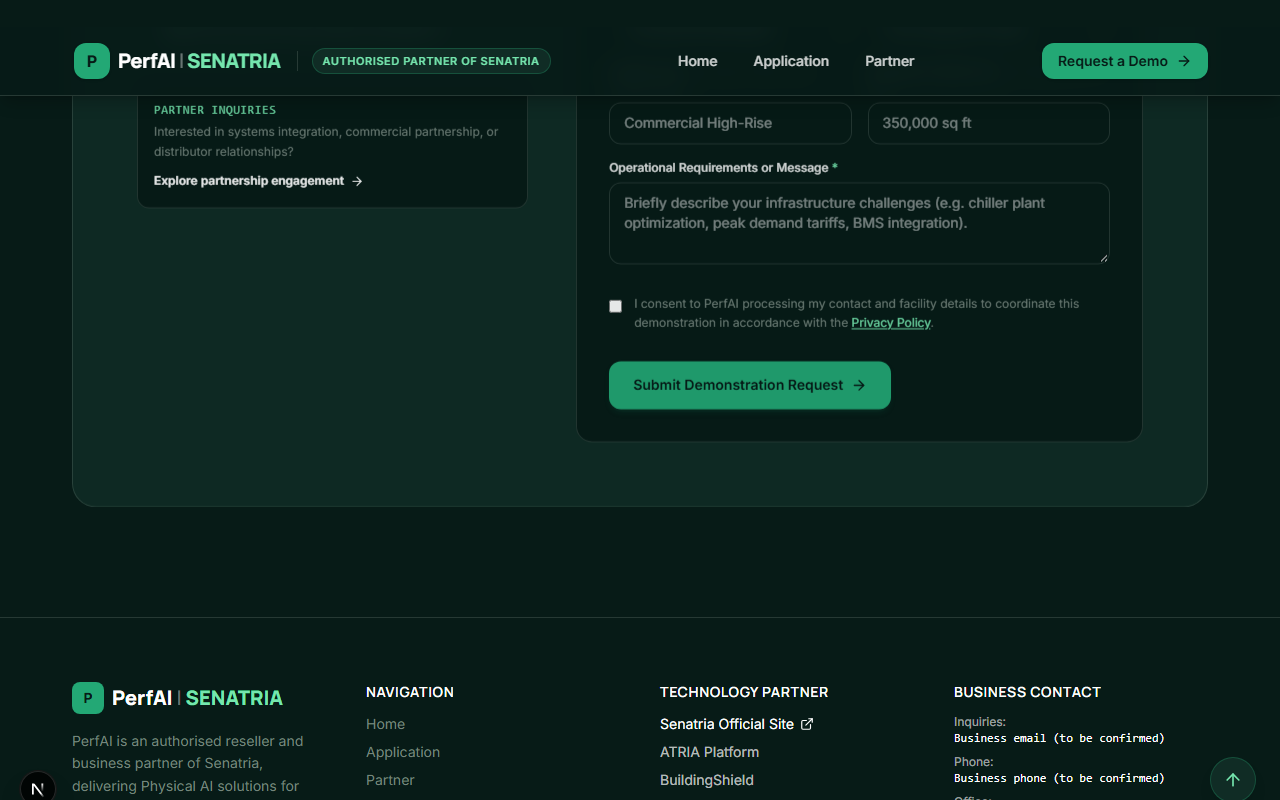 P PerfAI | SENATRIA
AUTHORISED PARTNER OF SENATRIA
Home Application Partner
Request a Demo →
PARTNER INQUIRIES
Interested in systems integration, commercial partnership, or
distributor relationships?
Explore partnership engagement →
Commercial High-Rise
350,000 sq ft
Operational Requirements or Message *
Briefly describe your infrastructure challenges (e.g. chiller plant
optimization, peak demand tariffs, BMS integration).
I consent to PerfAI processing my contact and facility details to coordinate this
demonstration in accordance with the Privacy Policy.
Submit Demonstration Request →
P PerfAI | SENATRIA
PerfAI is an authorised reseller and
business partner of Senatria,
delivering Physical AI solutions for
N
NAVIGATION
Home
Application
Partner
TECHNOLOGY PARTNER
Senatria Official Site
ATRIA Platform
BuildingShield
BUSINESS CONTACT
Inquiries:
Business email (to be confirmed)
Phone:
Business phone (to be confirmed)